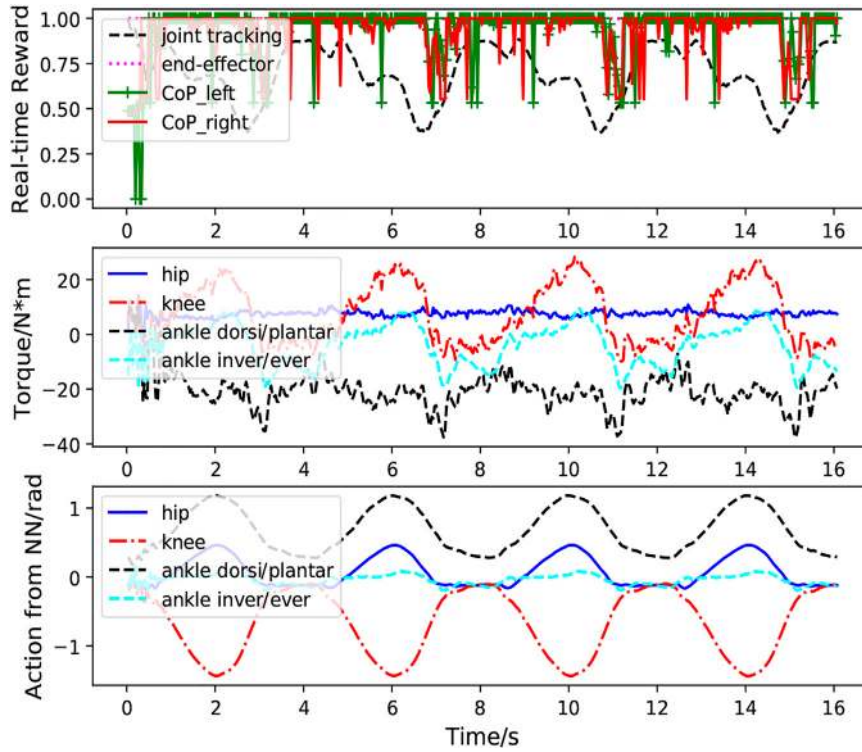 Real-time Reward
1.00
0.75
0.50
0.25
0.00
joint tracking
end-effector
CoP_left
CoP_right
0 2 4 6 8 10 12 14 16
Torque/N*m
20
0
−20
−40
hip
knee
ankle dorsi/plantar
ankle inver/ever
0 2 4 6 8 10 12 14 16
Action from NN/rad
1
0
−1
hip
knee
ankle dorsi/plantar
ankle inver/ever
0 2 4 6 8 10 12 14 16
Time/s